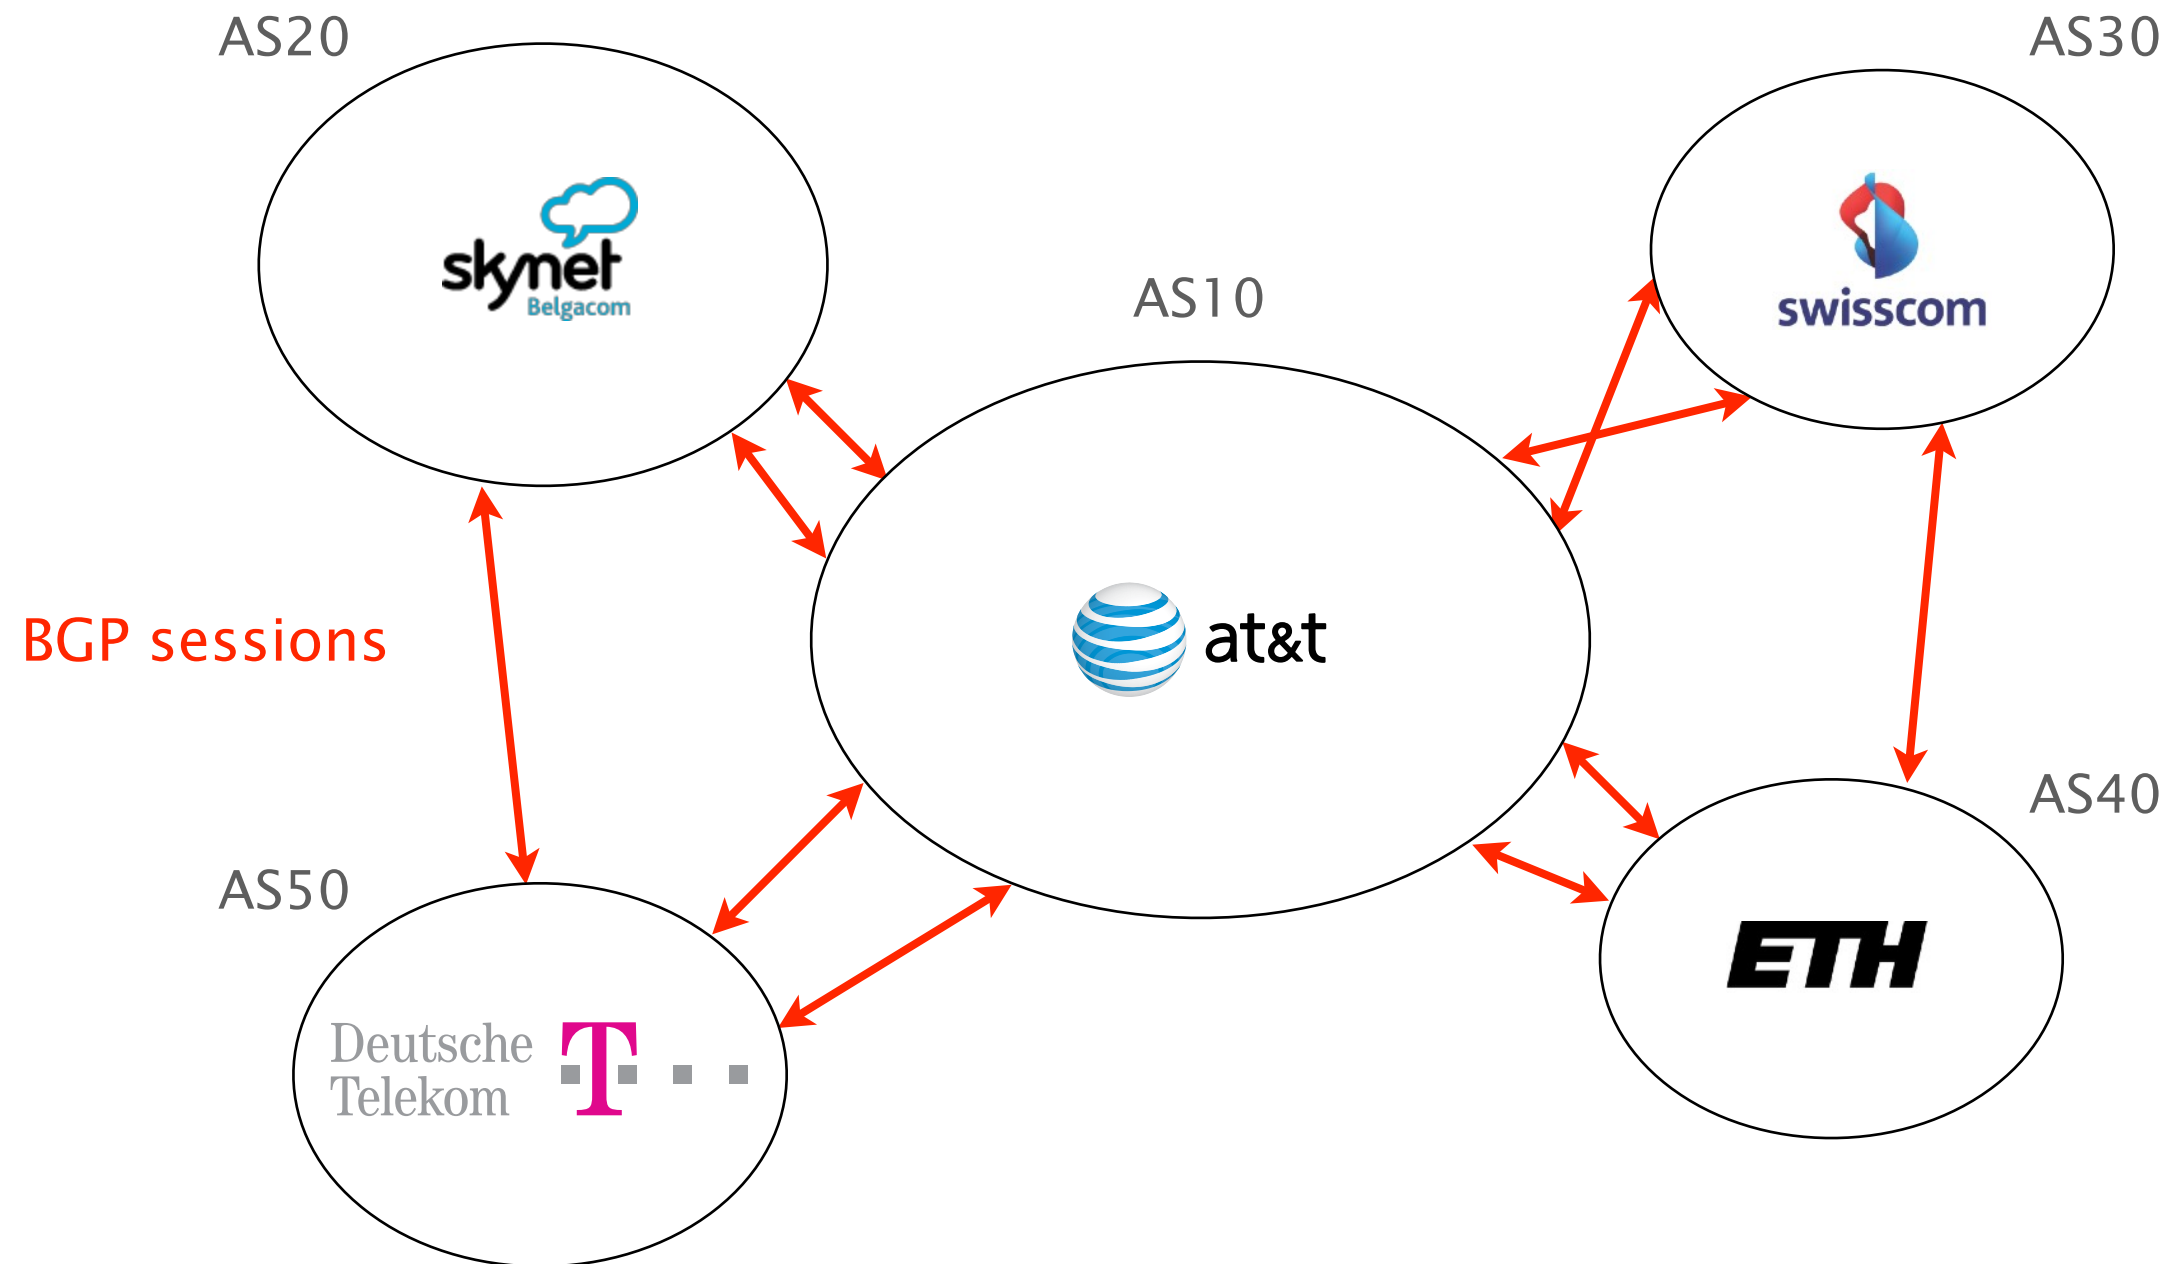 AS20
AS30
skynet
Belgacom
swisscom
AS10
at&t
BGP sessions
AS40
AS50
ETH
Deutsche
Telekom
T